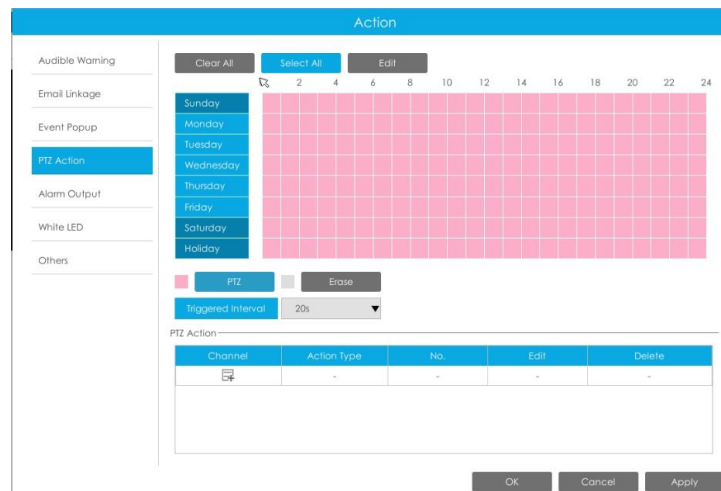 Action
Audible Warning
Email Linkage
Event Popup
PTZ Action
Alarm Output
White LED
Others
Clear All Select All Edit
2 4 6 8 10 12 14 16 18 20 22 24
Sunday
Monday
Tuesday
Wednesday
Thursday
Friday
Saturday
Holiday
PTZ Erase
Triggered Interval 20s
PTZ Action
Channel Action Type No. Edit Delete
- - - -
OK Cancel Apply